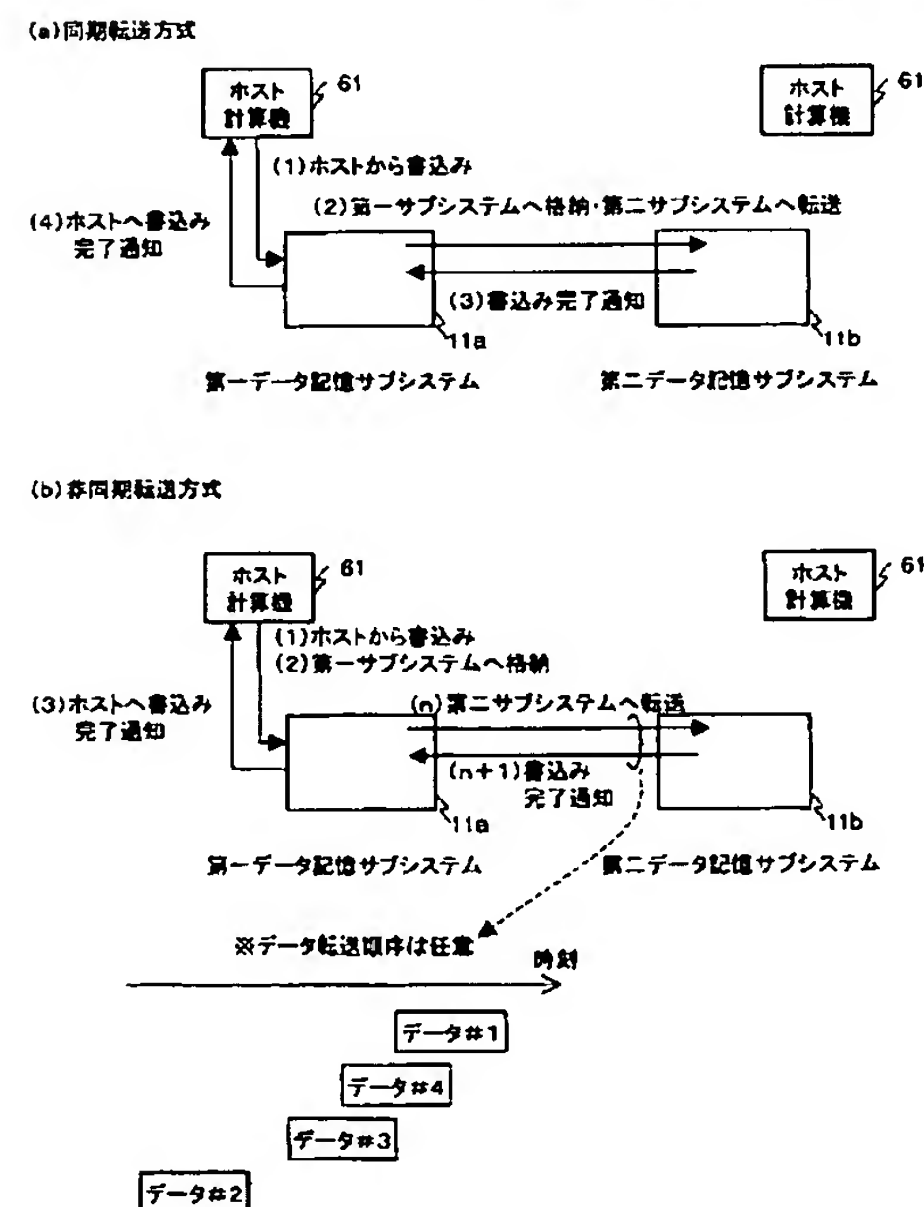 (a)同期転送方式
ホスト
計算機
61
ホスト
計算機
61
(1)ホストから書込み
(2)第一サブシステムへ格納・第二サブシステムへ転送
(4)ホストへ書込み
完了通知
(3)書込み完了通知
11a
11b
第一データ記憶サブシステム
第二データ記憶サブシステム
(b)非同期転送方式
ホスト
計算機
61
ホスト
計算機
61
(1)ホストから書込み
(2)第一サブシステムへ格納
(3)ホストへ書込み
完了通知
(n)第二サブシステムへ転送
(n+1)書込み
完了通知
11a
11b
第一データ記憶サブシステム
第二データ記憶サブシステム
※データ転送順序は任意
時刻
データ#1
データ#4
データ#3
データ#2